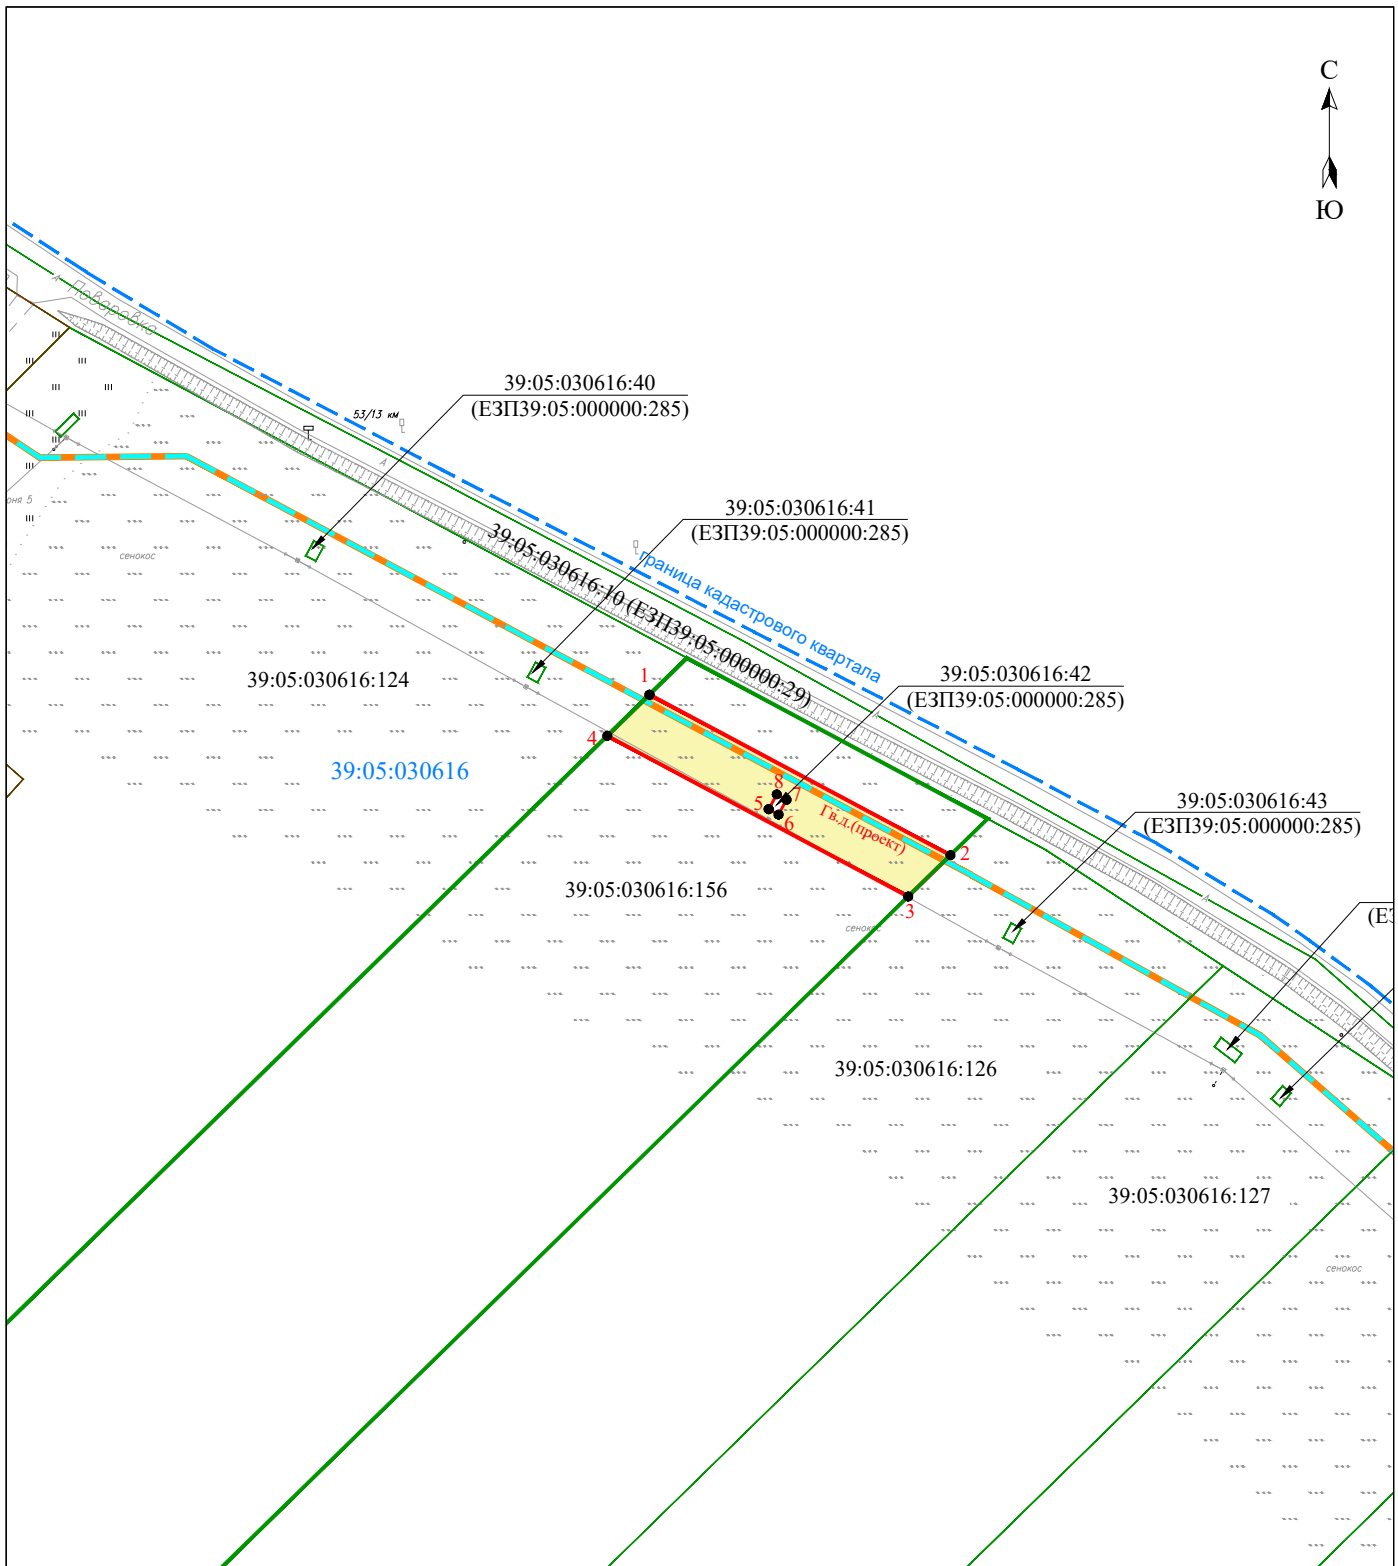 С
Ю
Поваровка
39:05:030616:40
(ЕЗП39:05:000000:285)
53/13 км
А
А
39:05:030616:41
(ЕЗП39:05:000000:285)
сенокос
39:05:030616:10 (ЕЗП39:05:000000:29)
граница кадастрового квартала
39:05:030616:124
39:05:030616:42
(ЕЗП39:05:000000:285)
1
4
39:05:030616
8
7
5
6
Г в.д.(проект)
2
3
39:05:030616:43
(ЕЗП39:05:000000:285)
39:05:030616:156
сенокос
А
А
39:05:030616:126
39:05:030616:127
сенокос